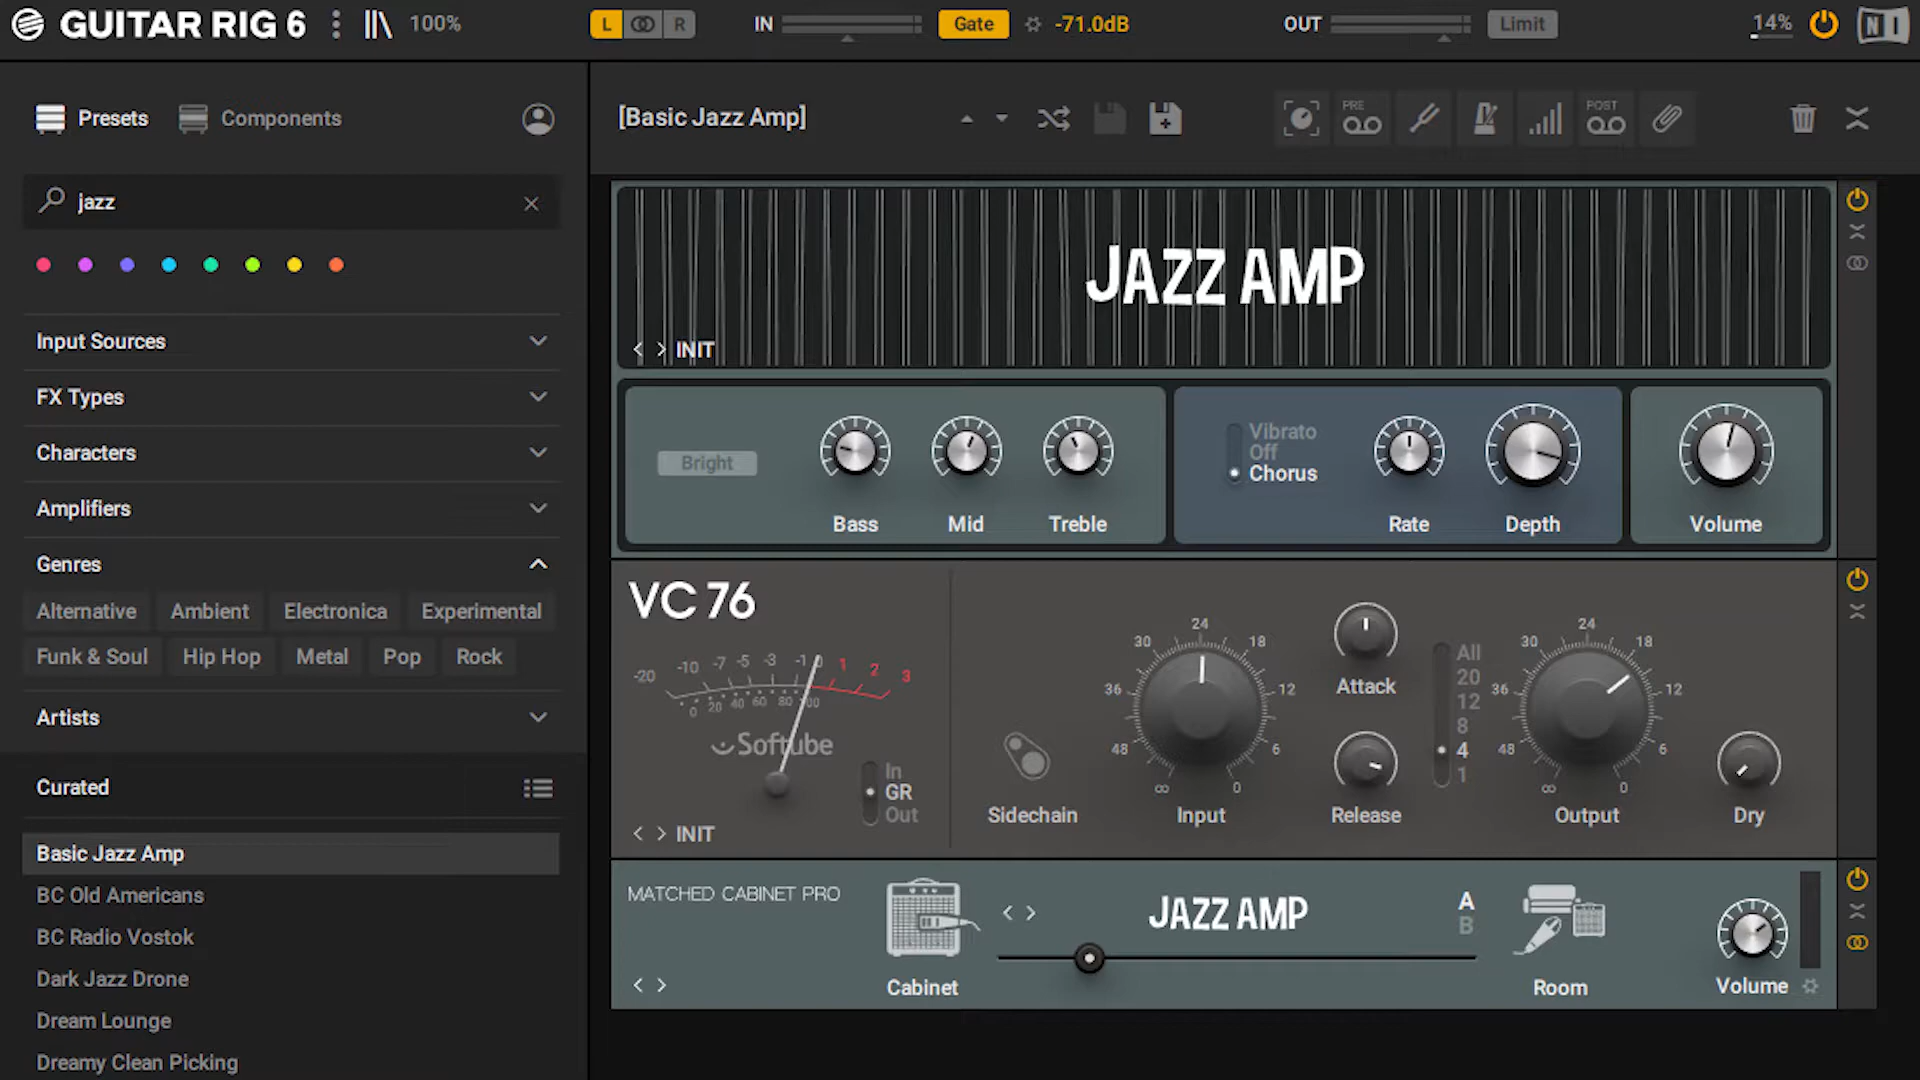 GUITAR RIG 6 100% L R IN Gate -71.0dB OUT Limit 14% NI
Presets Components
[Basic Jazz Amp] PRE POST
jazz
Input Sources
FX Types
Characters
Amplifiers
Genres
Alternative Ambient Electronica Experimental
Funk & Soul Hip Hop Metal Pop Rock
Artists
Curated
Basic Jazz Amp
BC Old Americans
BC Radio Vostok
Dark Jazz Drone
Dream Lounge
Dreamy Clean Picking
JAZZ AMP
< > INIT
Bright
Bass Mid Treble
Vibrato
Off
Chorus
Rate Depth Volume
VC 76
-20 -10 -7 -5 -3 -1 0 1 2 3
0 20 40 60 80 100
Softube
In
GR
Out
< > INIT
Sidechain
∞ 48 36 30 24 18 12 6 0
Input
Attack
Release
All
20
12
8
4
1
∞ 48 36 30 24 18 12 6 0
Output
Dry
MATCHED CABINET PRO
Cabinet
< >
JAZZ AMP
A
B
Room
Volume
< >